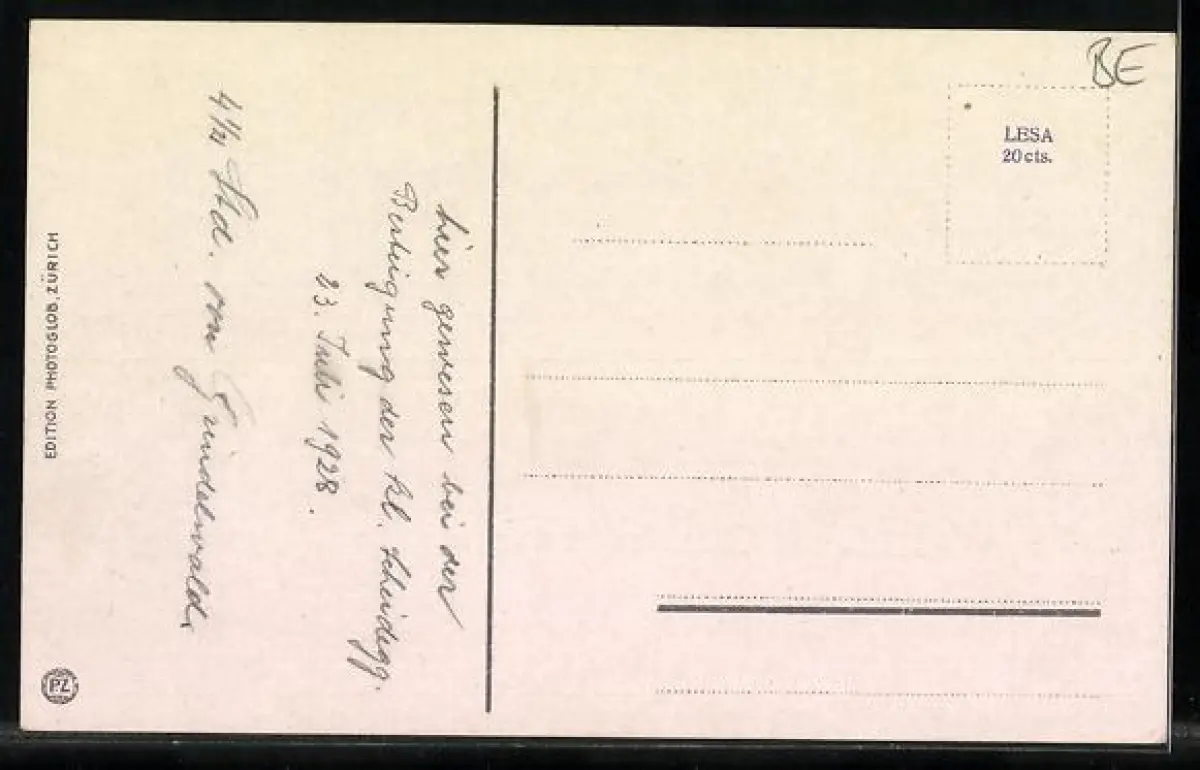 hier gewesen bei der
Besteigung der kl. Scheidegg.
23. Juli 1928.
4 1/2 Std. von Grindelwald.
EDITION PHOTOGLOB, ZÜRICH
PZ
BE
LESA
20 cts.